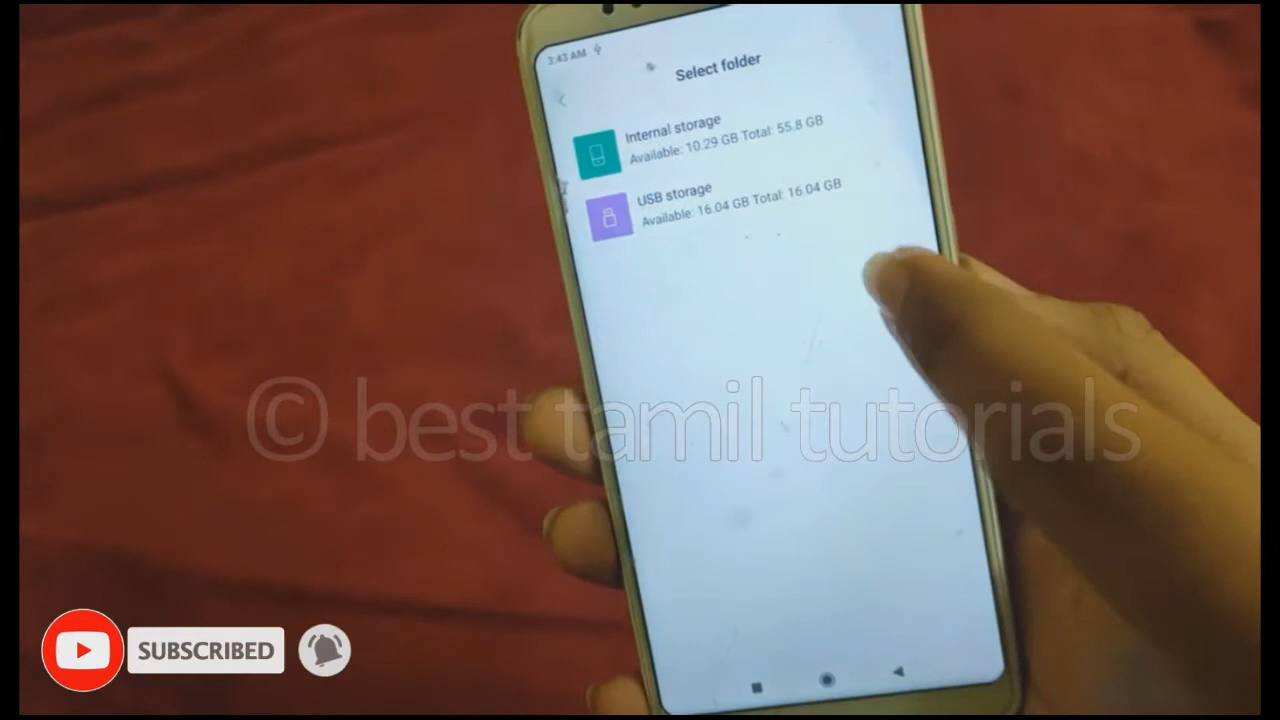 3:43 AM
Select folder
Internal storage
Available: 10.29 GB Total: 55.8 GB
USB storage
Available: 16.04 GB Total: 16.04 GB
© best tamil tutorials
SUBSCRIBED